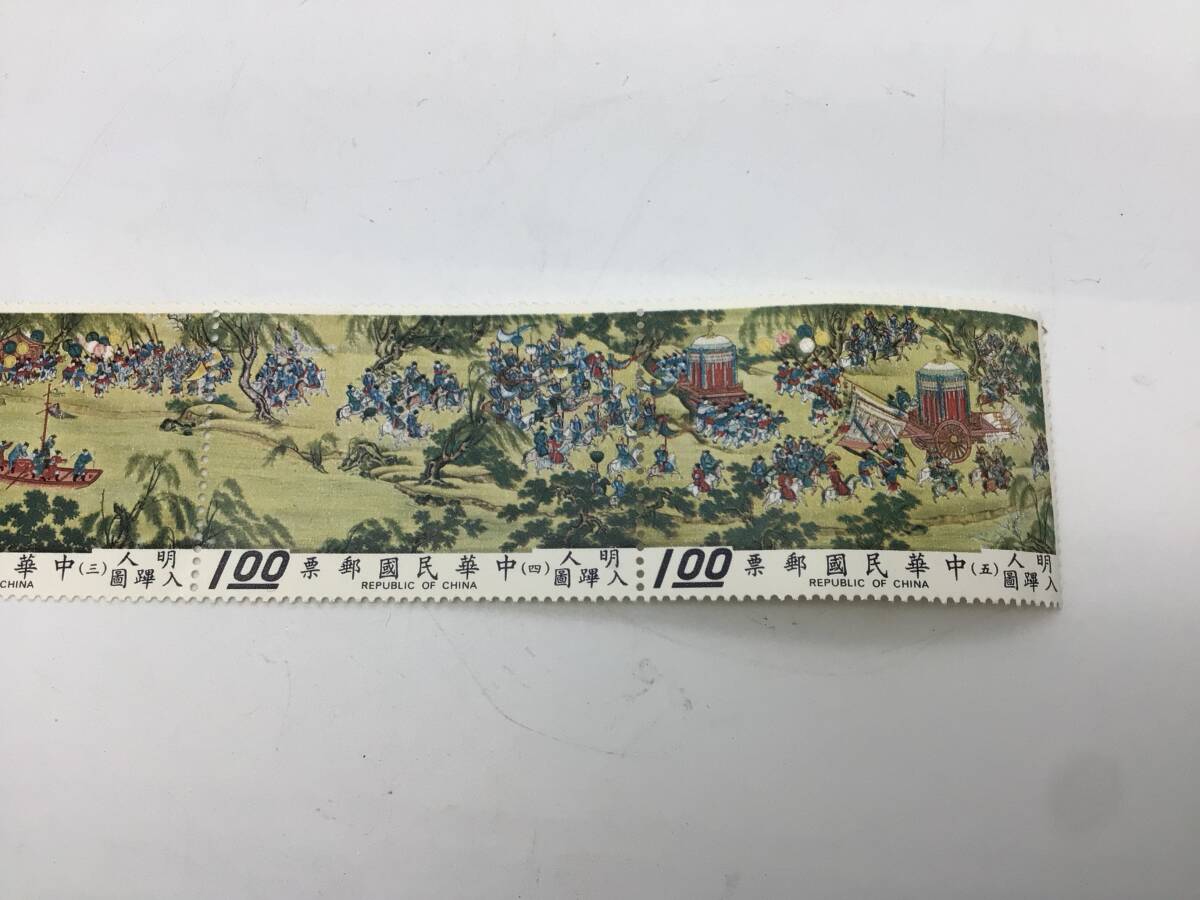 明人
入蹕圖
(三)
中華
CHINA
明人
入蹕圖
(四)
中華民國郵票
REPUBLIC OF CHINA
1.00
明人
入蹕圖
(五)
中華民國郵票
REPUBLIC OF CHINA
1.00